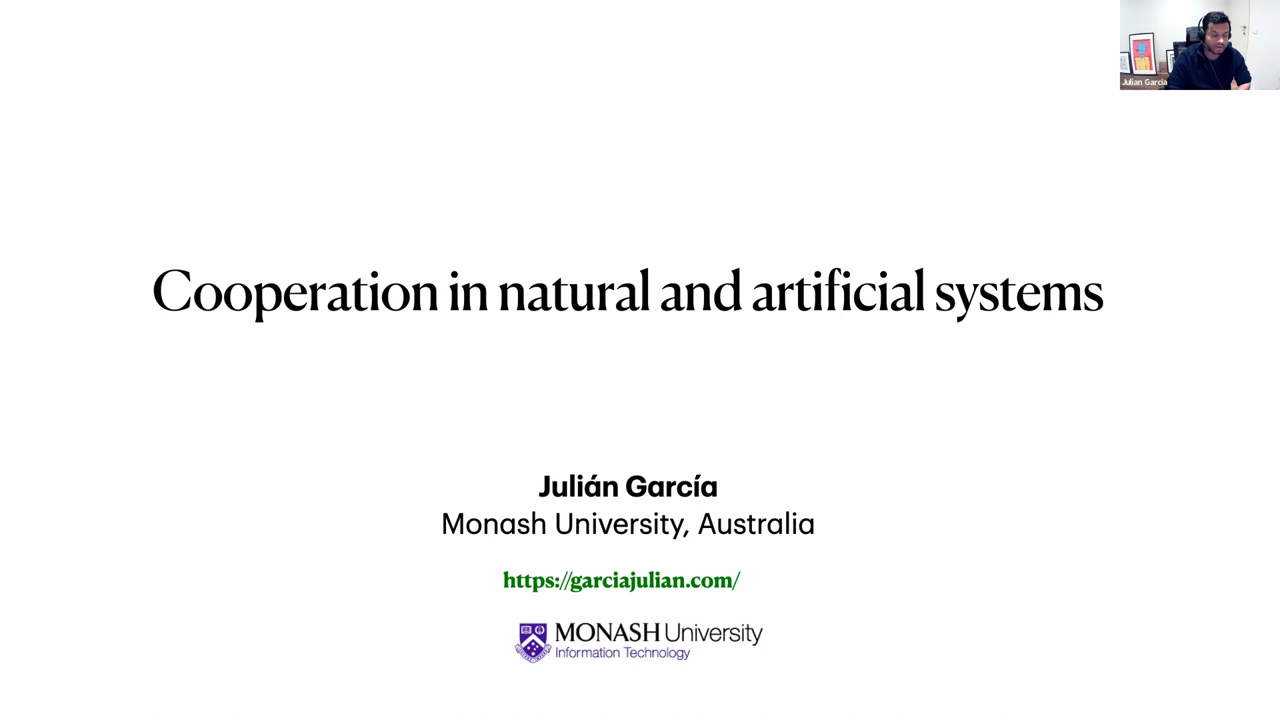 Julian Garcia
Cooperation in natural and artificial systems
Julián García
Monash University, Australia
https://garciajulian.com/
MONASH University
Information Technology